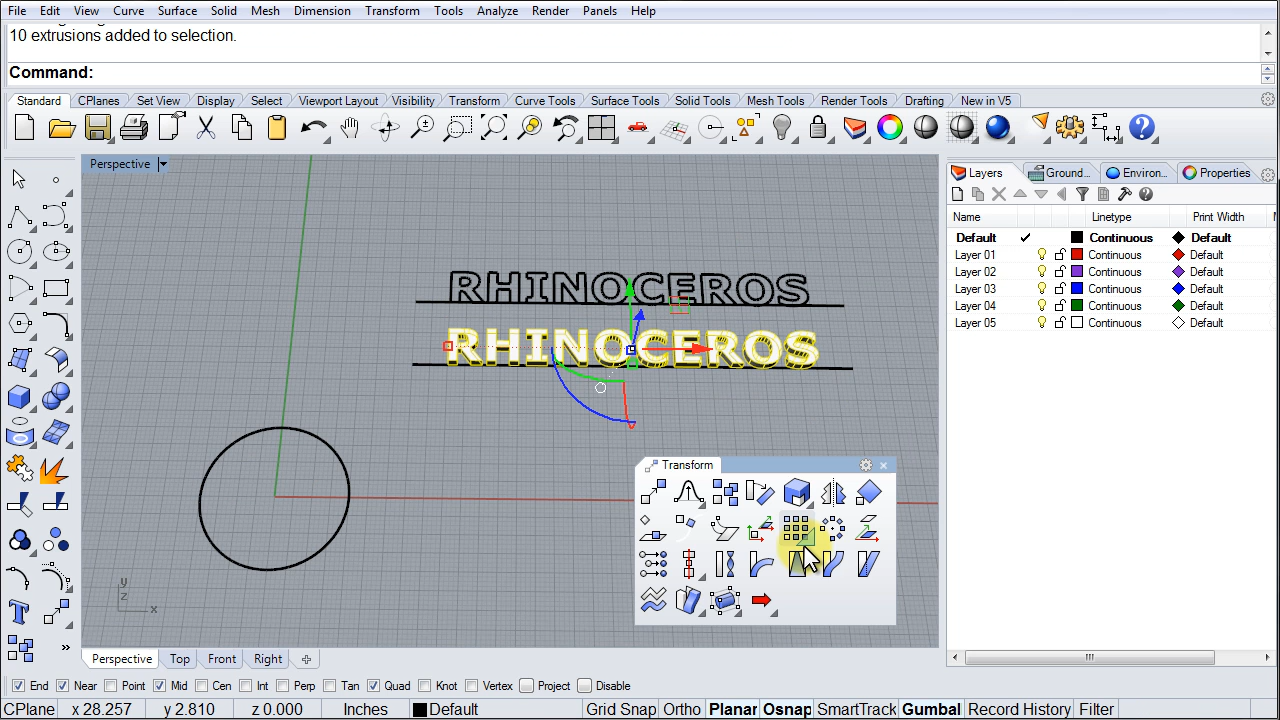 File Edit View Curve Surface Solid Mesh Dimension Transform Tools Analyze Render Panels Help
10 extrusions added to selection.
Command:
Standard CPlanes Set View Display Select Viewport Layout Visibility Transform Curve Tools Surface Tools Solid Tools Mesh Tools Render Tools Drafting New in V5
Perspective
Layers Ground... Environ... Properties
Name Linetype Print Width
Default Continuous Default
Layer 01 Continuous Default
Layer 02 Continuous Default
Layer 03 Continuous Default
Layer 04 Continuous Default
Layer 05 Continuous Default
RHINOCEROS
RHINOCEROS
Transform
y
z x
Perspective Top Front Right
End Near Point Mid Cen Int Perp Tan Quad Knot Vertex Project Disable
CPlane x 28.257 y 2.810 z 0.000 Inches Default Grid Snap Ortho Planar Osnap SmartTrack Gumbal Record History Filter